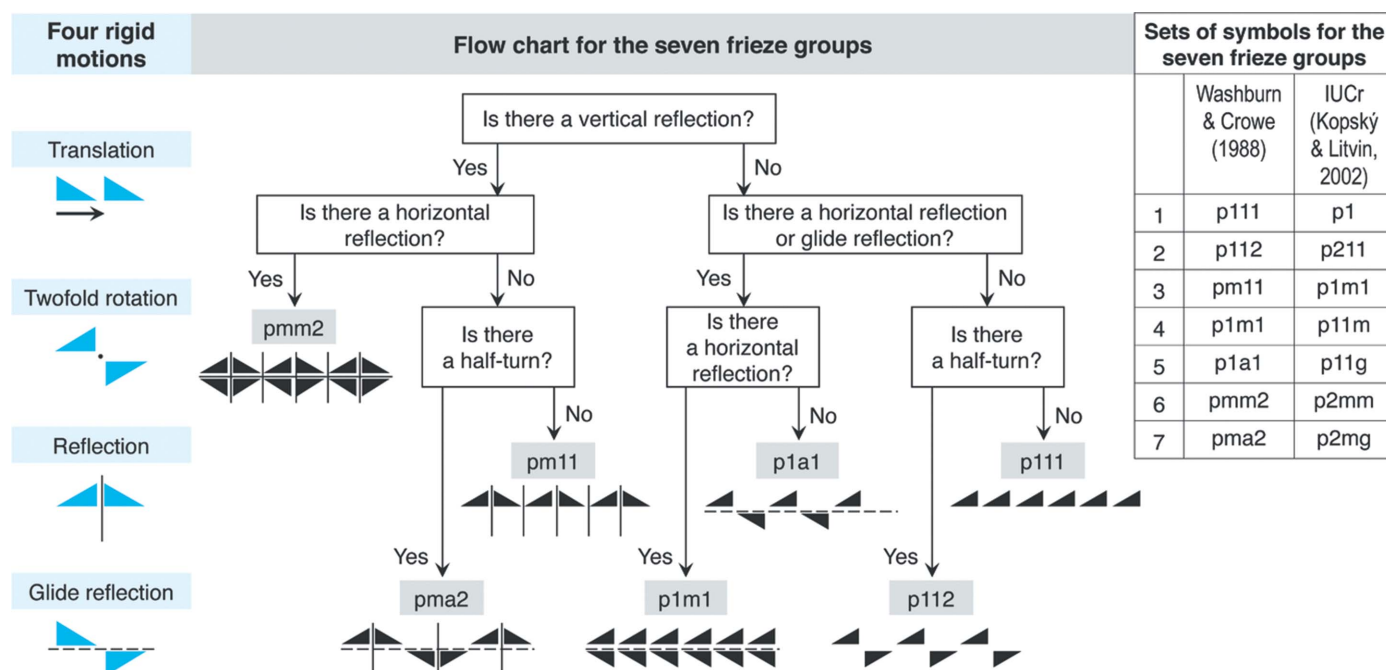 Four rigid
motions
Flow chart for the seven frieze groups
Sets of symbols for the
seven frieze groups
Translation
Twofold rotation
Reflection
Glide reflection
Is there a vertical reflection?
Yes
No
Is there a horizontal
reflection?
Is there a horizontal reflection
or glide reflection?
Yes
No
Yes
No
pmm2
Is there
a half-turn?
Is there
a horizontal
reflection?
Is there
a half-turn?
No
No
No
pm11
p1a1
p111
Yes
Yes
Yes
pma2
p1m1
p112
Washburn
& Crowe
(1988)
IUCr
(Kopský
& Litvin,
2002)
1 p111 p1
2 p112 p211
3 pm11 p1m1
4 p1m1 p11m
5 p1a1 p11g
6 pmm2 p2mm
7 pma2 p2mg